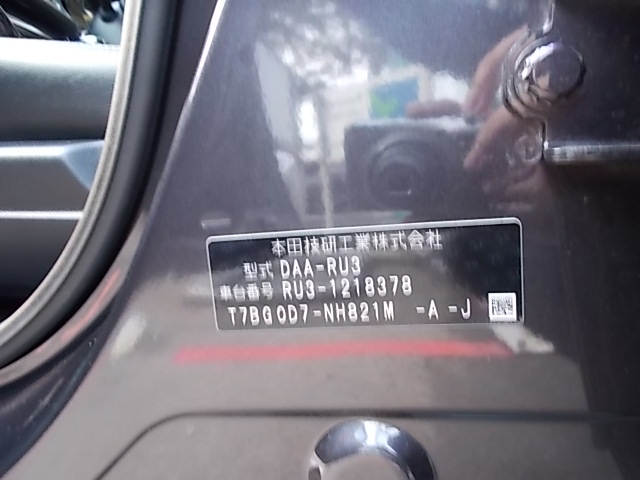 本田技研工業株式会社
型式 DAA-RU3
車台番号 RU3-1218378
T7BG0D7-NH821M -A-J